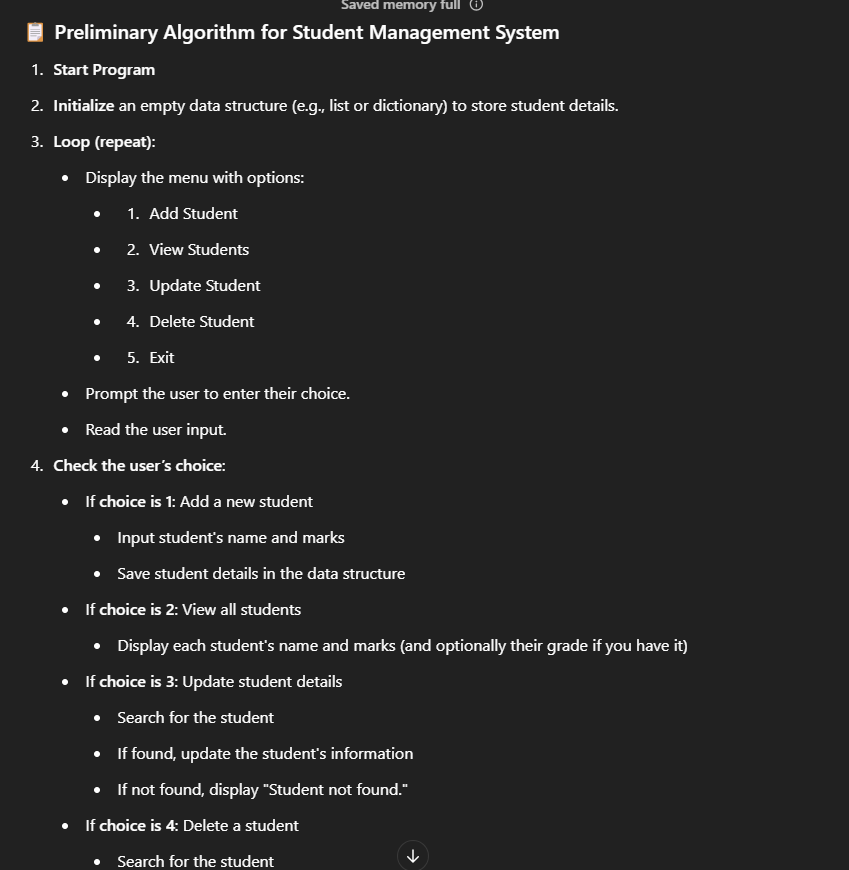 Saved memory full
Preliminary Algorithm for Student Management System
1. Start Program
2. Initialize an empty data structure (e.g., list or dictionary) to store student details.
3. Loop (repeat):
• Display the menu with options:
• 1. Add Student
• 2. View Students
• 3. Update Student
• 4. Delete Student
• 5. Exit
• Prompt the user to enter their choice.
• Read the user input.
4. Check the user’s choice:
• If choice is 1: Add a new student
• Input student's name and marks
• Save student details in the data structure
• If choice is 2: View all students
• Display each student's name and marks (and optionally their grade if you have it)
• If choice is 3: Update student details
• Search for the student
• If found, update the student's information
• If not found, display "Student not found."
• If choice is 4: Delete a student
• Search for the student